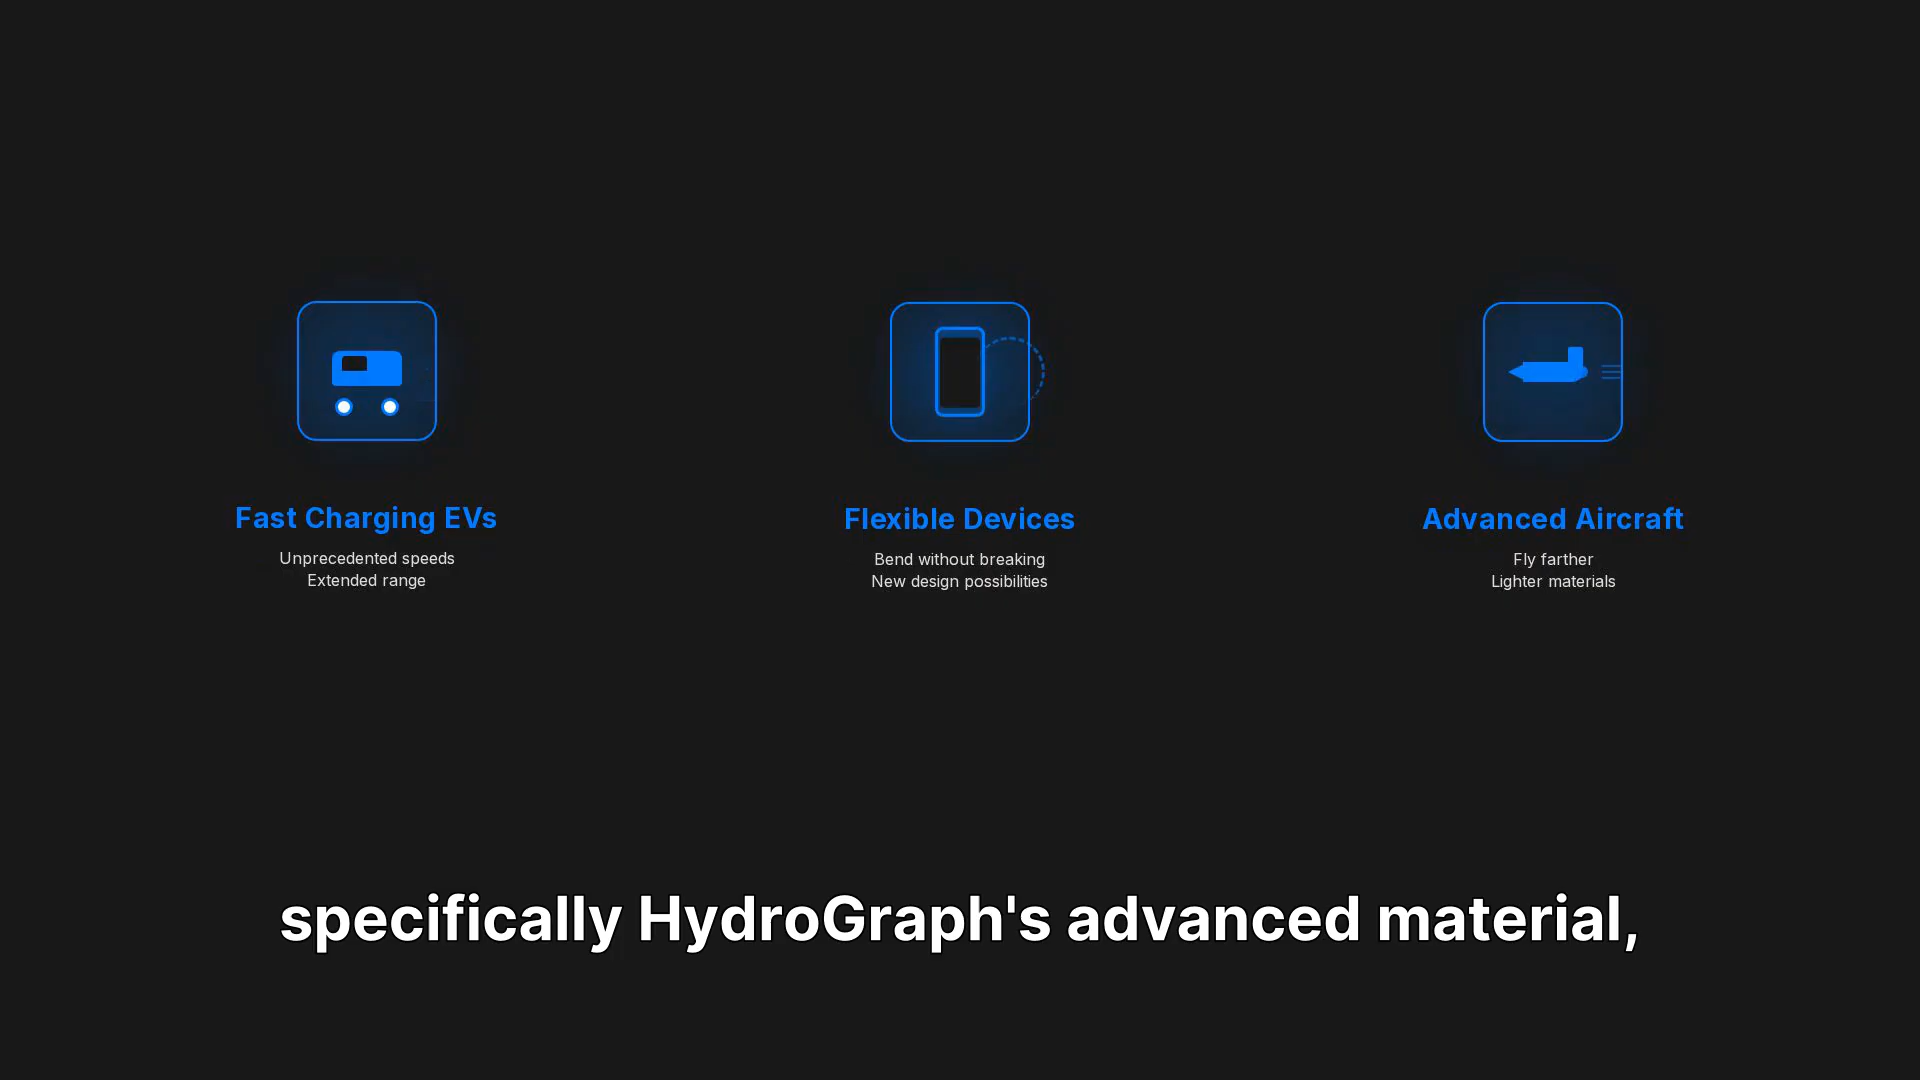 Fast Charging EVs
Unprecedented speeds
Extended range
Flexible Devices
Bend without breaking
New design possibilities
Advanced Aircraft
Fly farther
Lighter materials
specifically HydroGraph's advanced material,